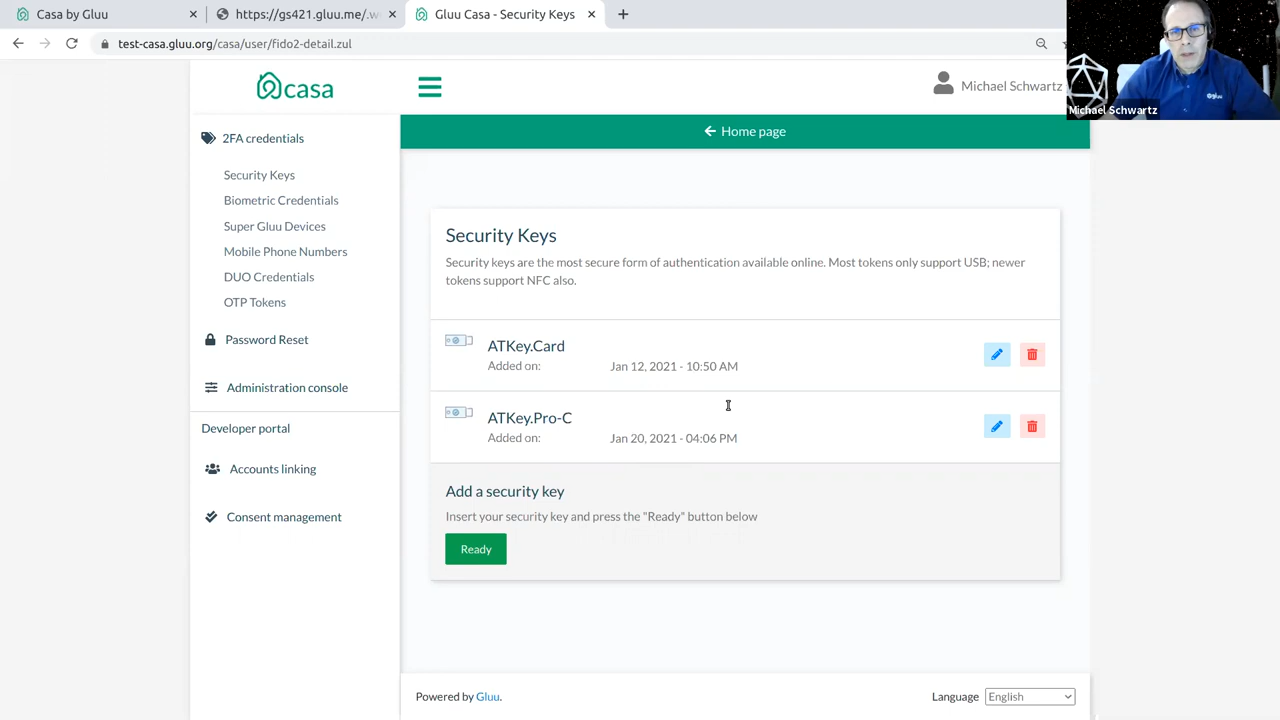 Casa by Gluu
https://gs421.gluu.me/.w
Gluu Casa - Security Keys
test-casa.gluu.org/casa/user/fido2-detail.zul
casa
Michael Schwartz
gluu
Michael Schwartz
Home page
2FA credentials
Security Keys
Biometric Credentials
Super Gluu Devices
Mobile Phone Numbers
DUO Credentials
OTP Tokens
Password Reset
Administration console
Developer portal
Accounts linking
Consent management
Security Keys
Security keys are the most secure form of authentication available online. Most tokens only support USB; newer
tokens support NFC also.
ATKey.Card
Added on: Jan 12, 2021 - 10:50 AM
ATKey.Pro-C
Added on: Jan 20, 2021 - 04:06 PM
Add a security key
Insert your security key and press the "Ready" button below
Ready
Powered by Gluu.
Language English